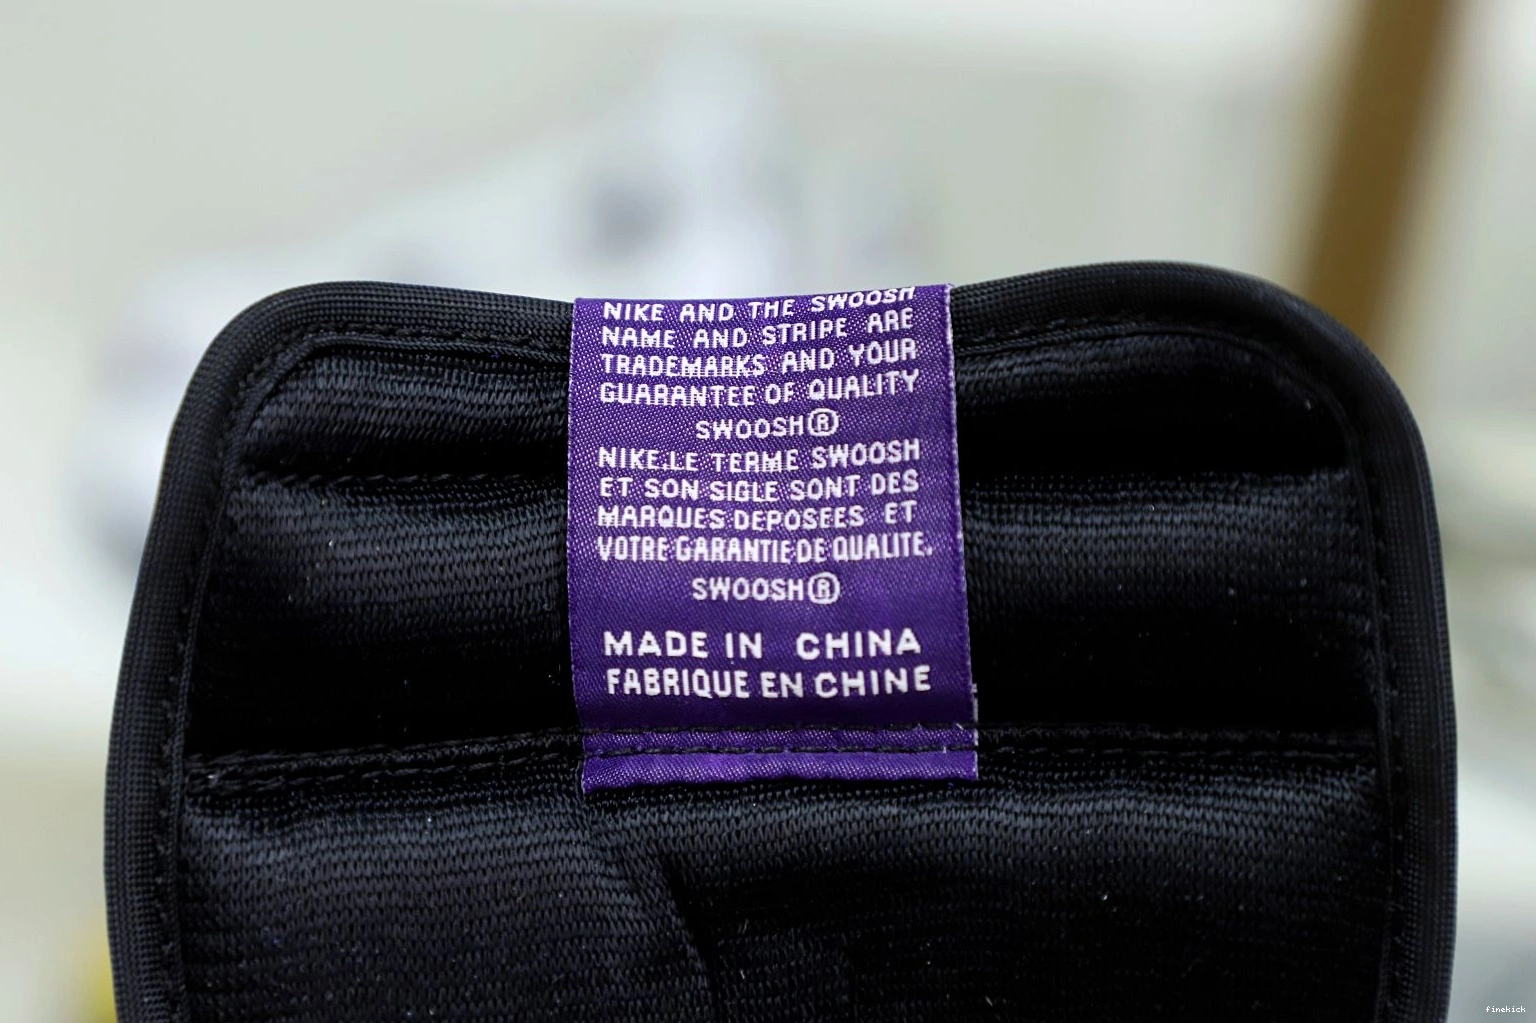 NIKE AND THE SWOOSH
NAME AND STRIPE ARE
TRADEMARKS AND YOUR
GUARANTEE OF QUALITY
SWOOSH®
NIKE.LE TERME SWOOSH
ET SON SIGLE SONT DES
MARQUES DEPOSEES ET
VOTRE GARANTIE DE QUALITE.
SWOOSH®
MADE IN CHINA
FABRIQUE EN CHINE
finekick